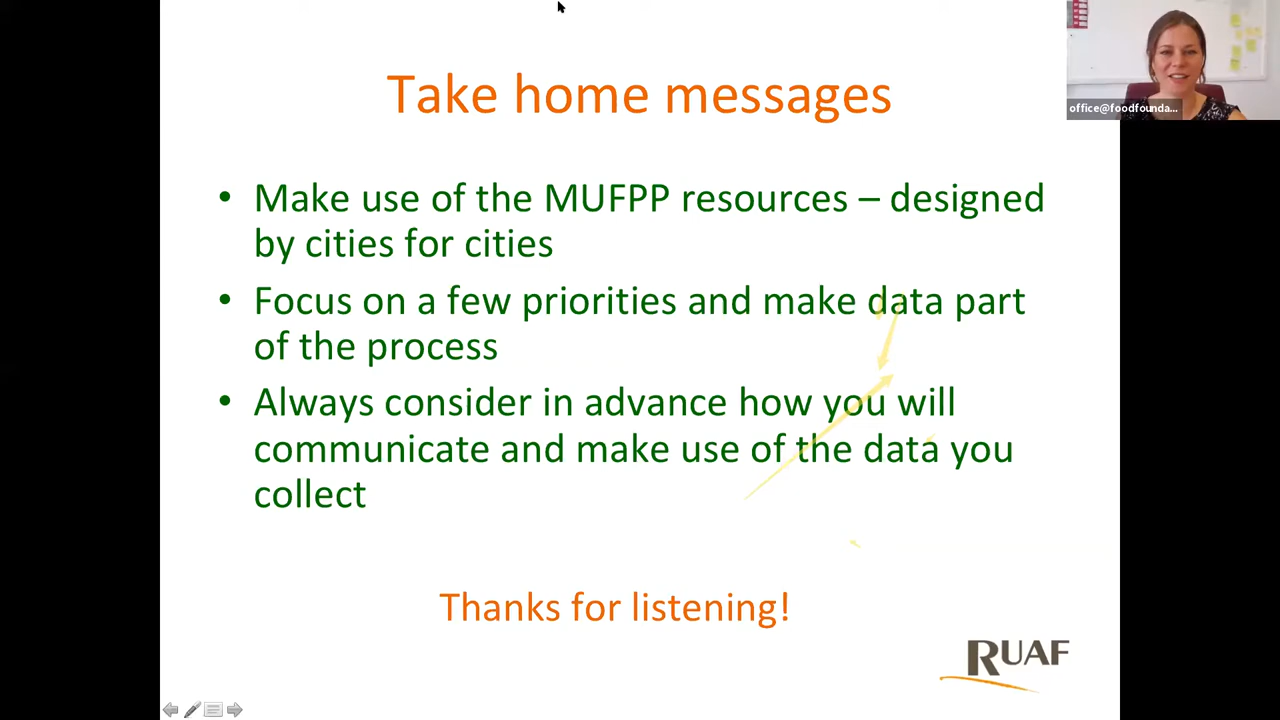 Take home messages
office@foodfounda...
• Make use of the MUFPP resources – designed
by cities for cities
• Focus on a few priorities and make data part
of the process
• Always consider in advance how you will
communicate and make use of the data you
collect
Thanks for listening!
RUAF